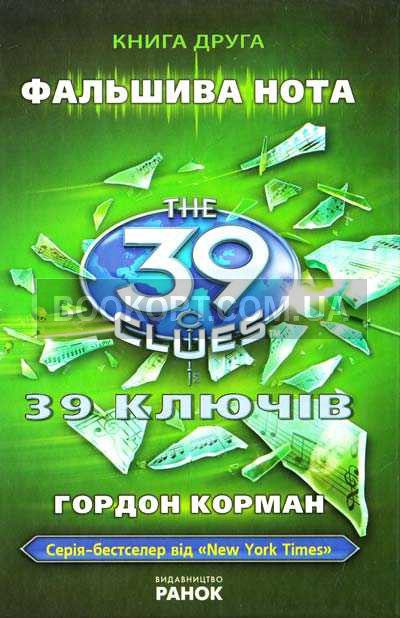 КНИГА ДРУГА
ФАЛЬШИВА НОТА
THE
39
CLUES
BOOKOPT.COM.UA
39 КЛЮЧІВ
ГОРДОН КОРМАН
Серія-бестселер від «New York Times»
ВИДАВНИЦТВО
РАНОК